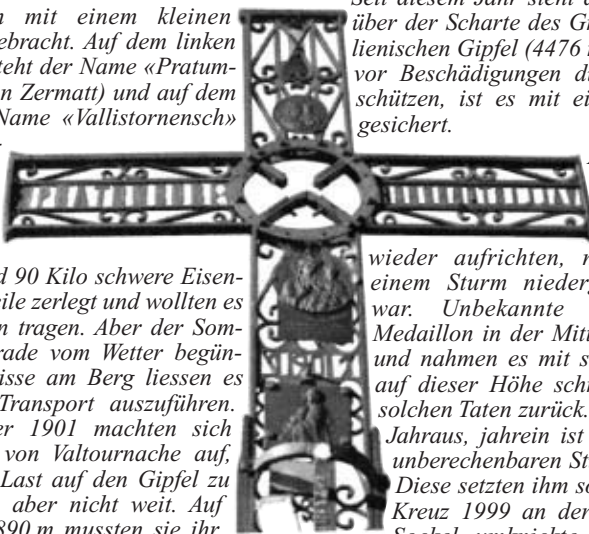 n mit einem kleinen
ebracht. Auf dem linken
teht der Name «Pratum-
n Zermatt) und auf dem
Name «Vallistornensch»
d 90 Kilo schwere Eisen-
eile zerlegt und wollten es
n tragen. Aber der Som-
rade vom Wetter begün-
isse am Berg liessen es
Transport auszuführen.
er 1901 machten sich
von Valtournache auf,
Last auf den Gipfel zu
aber nicht weit. Auf
890 m mussten sie ihr
Seit diesem Jahr steht
über der Scharte des G
lienischen Gipfel (4476
vor Beschädigungen d
schützen, ist es mit ei
gesichert.
wieder aufrichten,
einem Sturm nieder
war. Unbekannte
Medaillon in der Mitt
und nahmen es mit s
auf dieser Höhe sch
solchen Taten zurück.
Jahraus, jahrein ist
unberechenbaren St
Diese setzten ihm so
Kreuz 1999 an der
Sockel umknickte